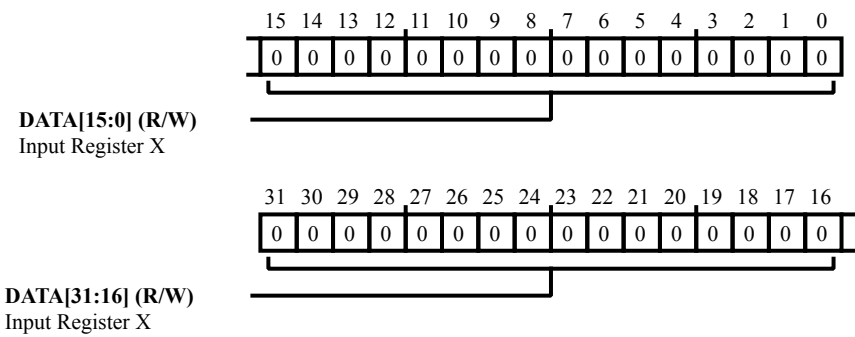 15 14 13 12 11 10 9 8 7 6 5 4 3 2 1 0
0 0 0 0 0 0 0 0 0 0 0 0 0 0 0 0
DATA[15:0] (R/W)
Input Register X
31 30 29 28 27 26 25 24 23 22 21 20 19 18 17 16
0 0 0 0 0 0 0 0 0 0 0 0 0 0 0 0
DATA[31:16] (R/W)
Input Register X